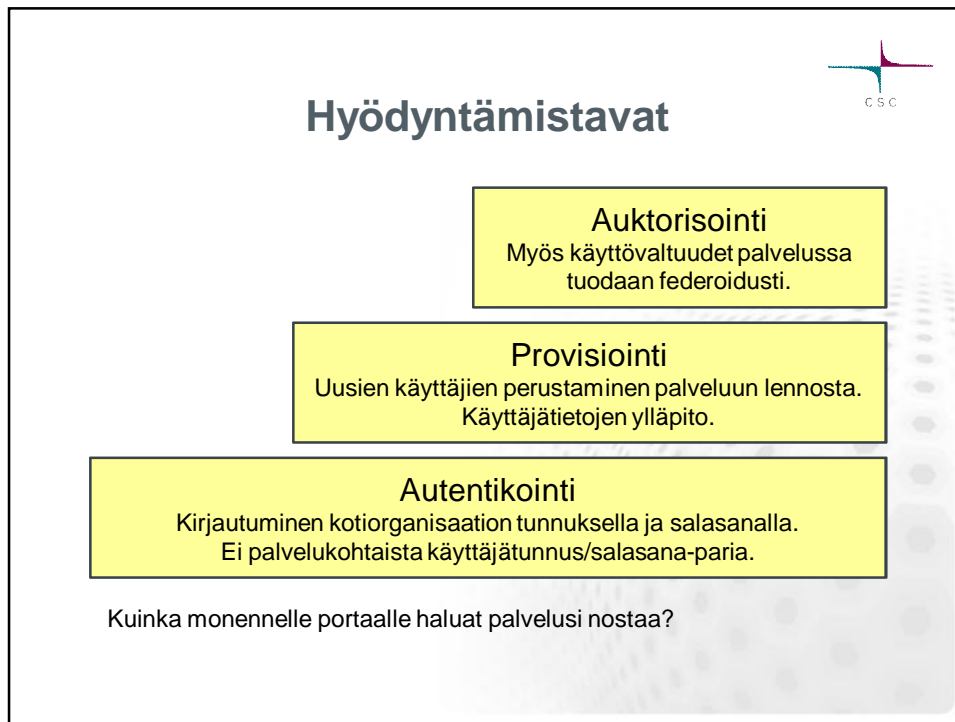 CSC
Hyödyntämistavat
Auktorisointi
Myös käyttövaltuudet palvelussa
tuodaan federoidusti.
Provisiointi
Uusien käyttäjien perustaminen palveluun lennosta.
Käyttäjätietojen ylläpito.
Autentikointi
Kirjautuminen kotiorganisaation tunnuksella ja salasanalla.
Ei palvelukohtaista käyttäjätunnus/salasana-paria.
Kuinka monennelle portaalle haluat palvelusi nostaa?